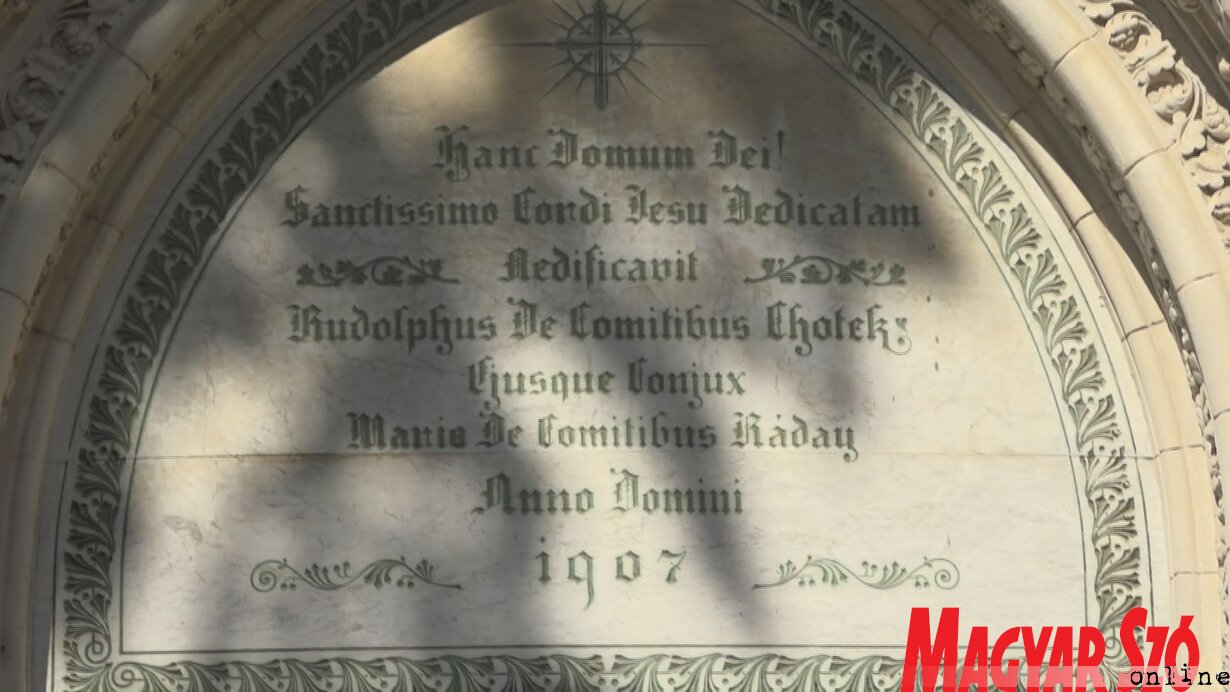 Hanc Domum Dei!
Sanctissimo Cordi Iesu Dedicatam
Aedificavit
Rudolphus De Comitibus Chotek
Ejusque Conjux
Maria De Comitibus Ráday
Anno Domini
1907
MAGYAR SZÓ
online